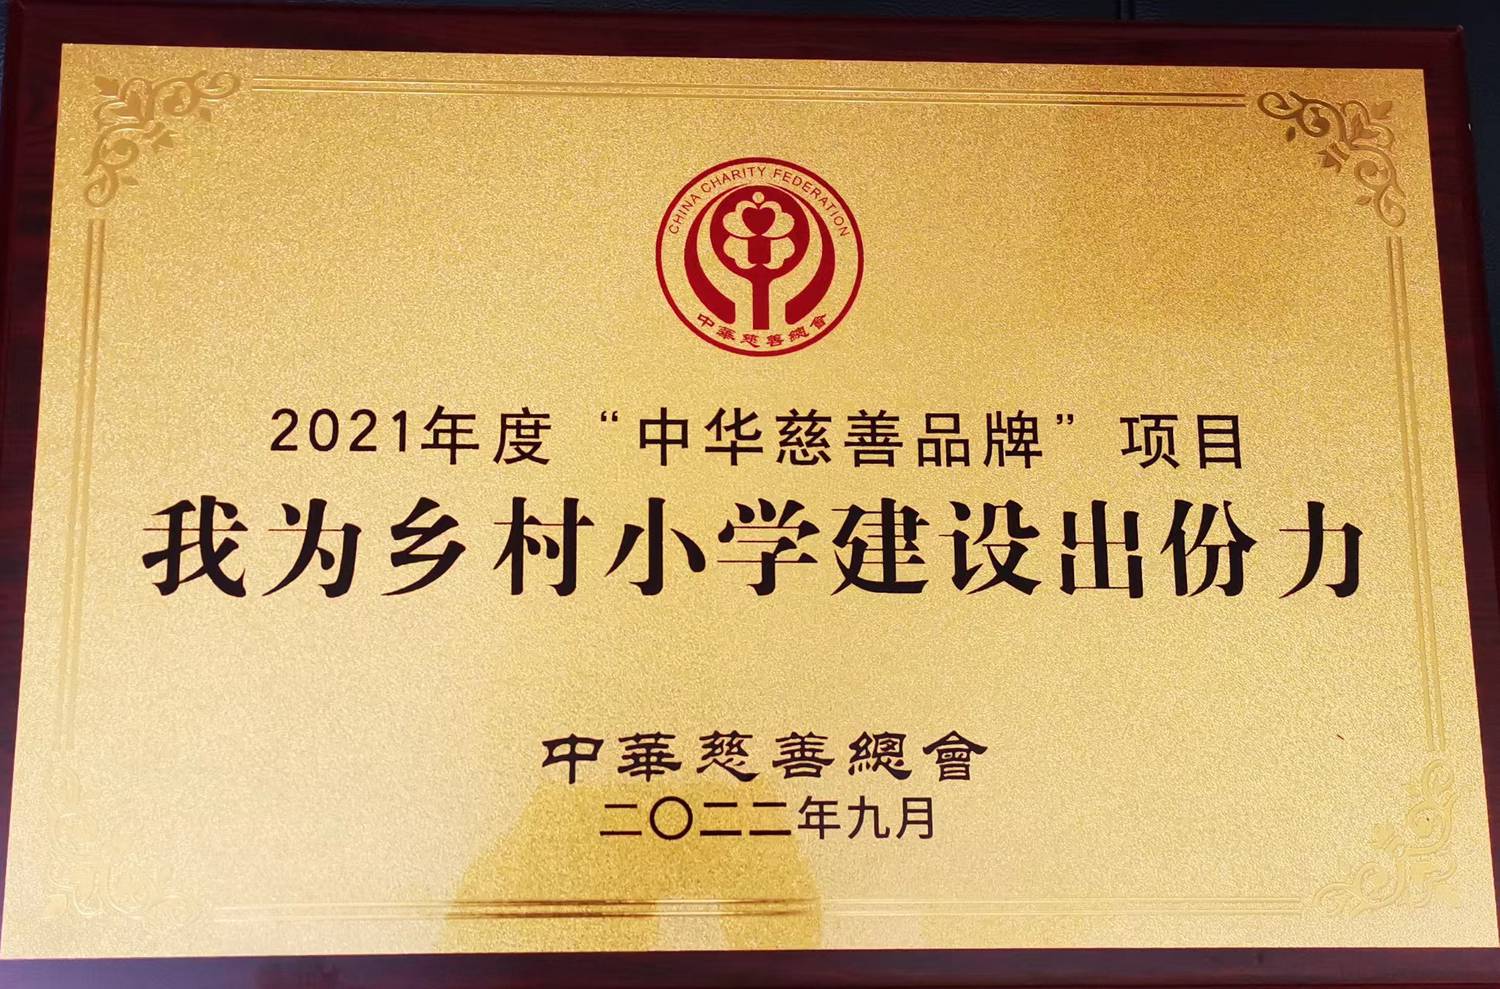 CHINA CHARITY FEDERATION
中華慈善總會
2021年度“中华慈善品牌”项目
我为乡村小学建设出份力
中華慈善總會
二〇二二年九月